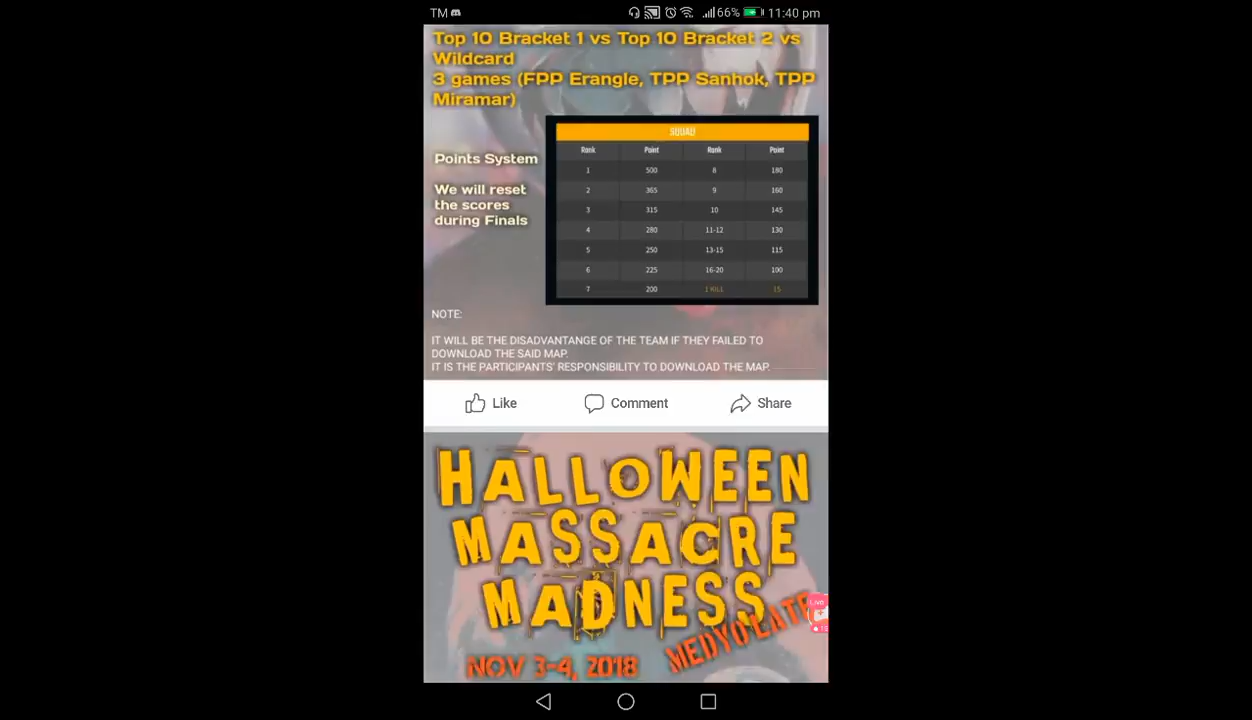 TM
66%
11:40 pm
Top 10 Bracket 1 vs Top 10 Bracket 2 vs
Wildcard
3 games (FPP Erangle, TPP Sanhok, TPP
Miramar)
Points System
We will reset
the scores
during Finals
SQUAD
Rank Point Rank Point
1 500 8 180
2 365 9 160
3 315 10 145
4 280 11-12 130
5 250 13-15 115
6 225 16-20 100
7 200 1 KILL 15
NOTE:
IT WILL BE THE DISADVANTAGE OF THE TEAM IF THEY FAILED TO
DOWNLOAD THE SAID MAP.
IT IS THE PARTICIPANTS' RESPONSIBILITY TO DOWNLOAD THE MAP.
Like Comment Share
HALLOWEEN
MASSACRE
MADNESS
MEDYO LATE
NOV 3-4, 2018
Live